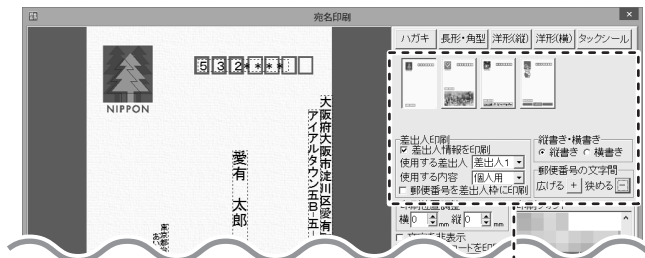 宛名印刷
×
ハガキ 長形・角型 洋形(縦) 洋形(横) タックシール
532****
NIPPON
大阪府大阪市淀川区愛有
アイアルタウン五B-五-
愛有 太郎
東京都
差出人印刷
差出人情報を印刷
使用する差出人 差出人1
使用する内容 個人用
郵便番号を差出人枠に印刷
縦書き・横書き
縦書き 横書き
郵便番号の文字間
広げる + 狭める -
横 0 mm 縦 0 mm